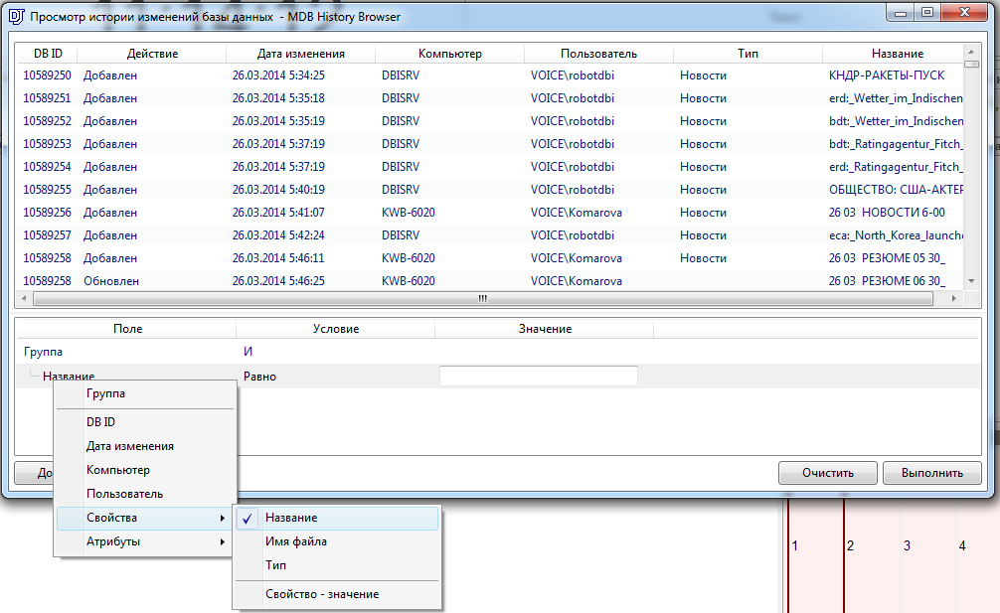 Просмотр истории изменений базы данных - MDB History Browser
DB ID Действие Дата изменения Компьютер Пользователь Тип Название
10589250 Добавлен 26.03.2014 5:34:25 DBISRV VOICE\robotdbi Новости КНДР-РАКЕТЫ-ПУСК
10589251 Добавлен 26.03.2014 5:35:18 DBISRV VOICE\robotdbi Новости erd:_Wetter_im_Indischen
10589252 Добавлен 26.03.2014 5:35:19 DBISRV VOICE\robotdbi Новости bdt:_Wetter_im_Indischen
10589253 Добавлен 26.03.2014 5:37:19 DBISRV VOICE\robotdbi Новости bdt:_Ratingagentur_Fitch_
10589254 Добавлен 26.03.2014 5:37:19 DBISRV VOICE\robotdbi Новости erd:_Ratingagentur_Fitch_
10589255 Добавлен 26.03.2014 5:40:19 DBISRV VOICE\robotdbi Новости ОБЩЕСТВО: США-АКТЕР
10589256 Добавлен 26.03.2014 5:41:07 KWB-6020 VOICE\Komarova Новости 26 03 НОВОСТИ 6-00
10589257 Добавлен 26.03.2014 5:42:24 DBISRV VOICE\robotdbi Новости eca:_North_Korea_launche
10589258 Добавлен 26.03.2014 5:46:11 KWB-6020 VOICE\Komarova Новости 26 03 РЕЗЮМЕ 05 30_
10589258 Обновлен 26.03.2014 5:46:25 KWB-6020 VOICE\Komarova 26 03 РЕЗЮМЕ 06 30_
Поле Условие Значение
Группа И
Название Равно
Группа
DB ID
Дата изменения
Компьютер
До Очистить Выполнить
Пользователь
Свойства Название
Атрибуты Имя файла
Тип
Свойство - значение
1 2 3 4